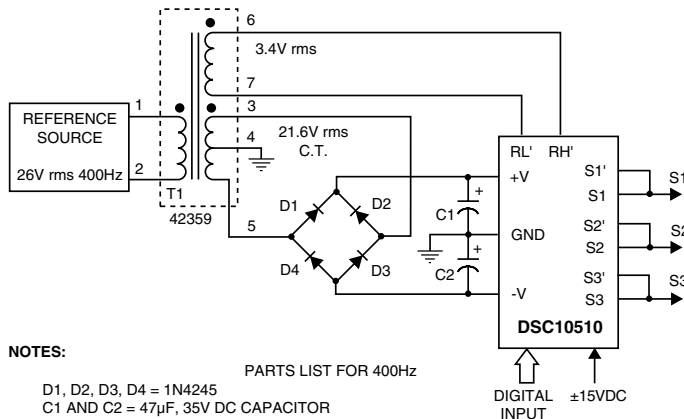 6
3.4V rms
7
1
3
REFERENCE
SOURCE
26V rms 400Hz
2
4
21.6V rms
C.T.
T1
42359
5
D1
D2
D4
D3
C1
+
C2
+
RL'
RH'
+V
GND
-V
S1'
S1
S2'
S2
S3'
S3
DSC10510
S1
S2
S3
DIGITAL
INPUT
±15VDC
NOTES:
PARTS LIST FOR 400Hz
D1, D2, D3, D4 = 1N4245
C1 AND C2 = 47µF, 35V DC CAPACITOR